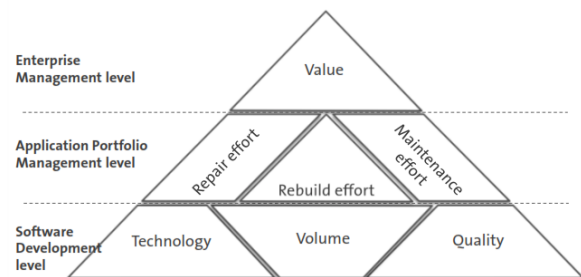 Enterprise
Management level
Value
Application Portfolio
Management level
Repair effort
Rebuild effort
Maintenance
effort
Software
Development
level
Technology
Volume
Quality